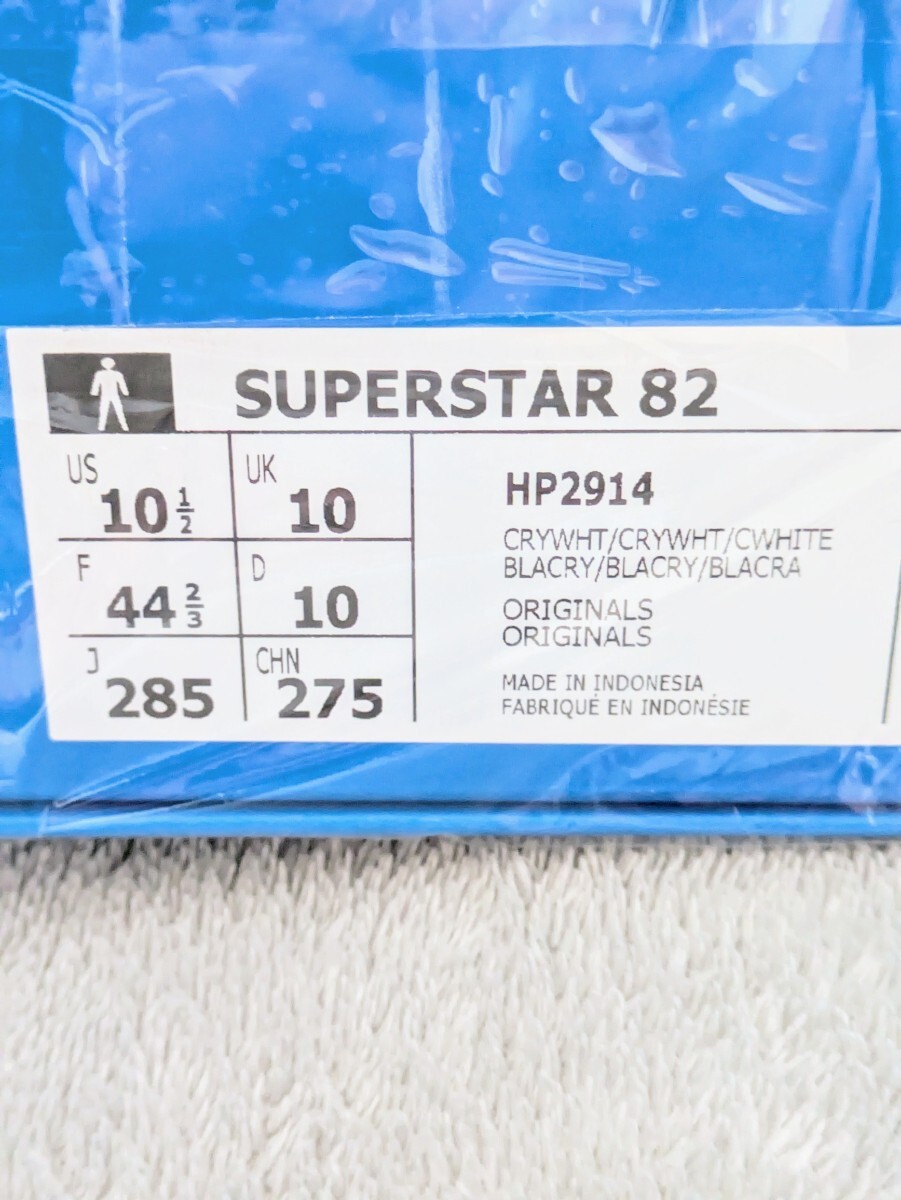 SUPERSTAR 82
US 10 1/2
UK 10
F 44 2/3
D 10
J 285
CHN 275
HP2914
CRYWHT/CRYWHT/CWHITE
BLACRY/BLACRY/BLACRA
ORIGINALS
ORIGINALS
MADE IN INDONESIA
FABRIQUÉ EN INDONÉSIE